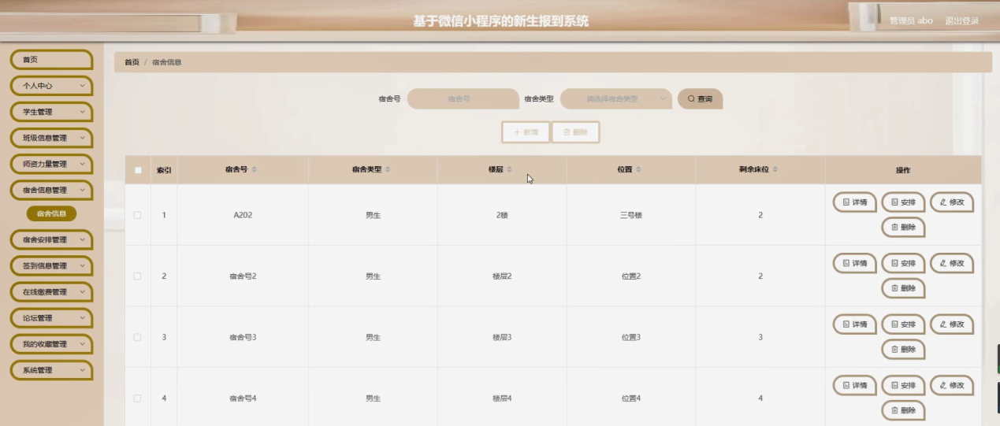 基于微信小程序的新生报到系统
管理员 abo 退出登录
首页
个人中心
学生管理
班级信息管理
师资力量管理
宿舍信息管理
宿舍信息
宿舍安排管理
签到信息管理
在线缴费管理
论坛管理
我的收藏管理
系统管理
首页 / 宿舍信息
宿舍号 宿舍号 宿舍类型 请选择宿舍类型 查询
新增 删除
索引 宿舍号 宿舍类型 楼层 位置 剩余床位 操作
1 A202 男生 2楼 三号楼 2 详情 安排 修改
删除
2 宿舍号2 男生 楼层2 位置2 2 详情 安排 修改
删除
3 宿舍号3 男生 楼层3 位置3 3 详情 安排 修改
删除
4 宿舍号4 男生 楼层4 位置4 4 详情 安排 修改
删除